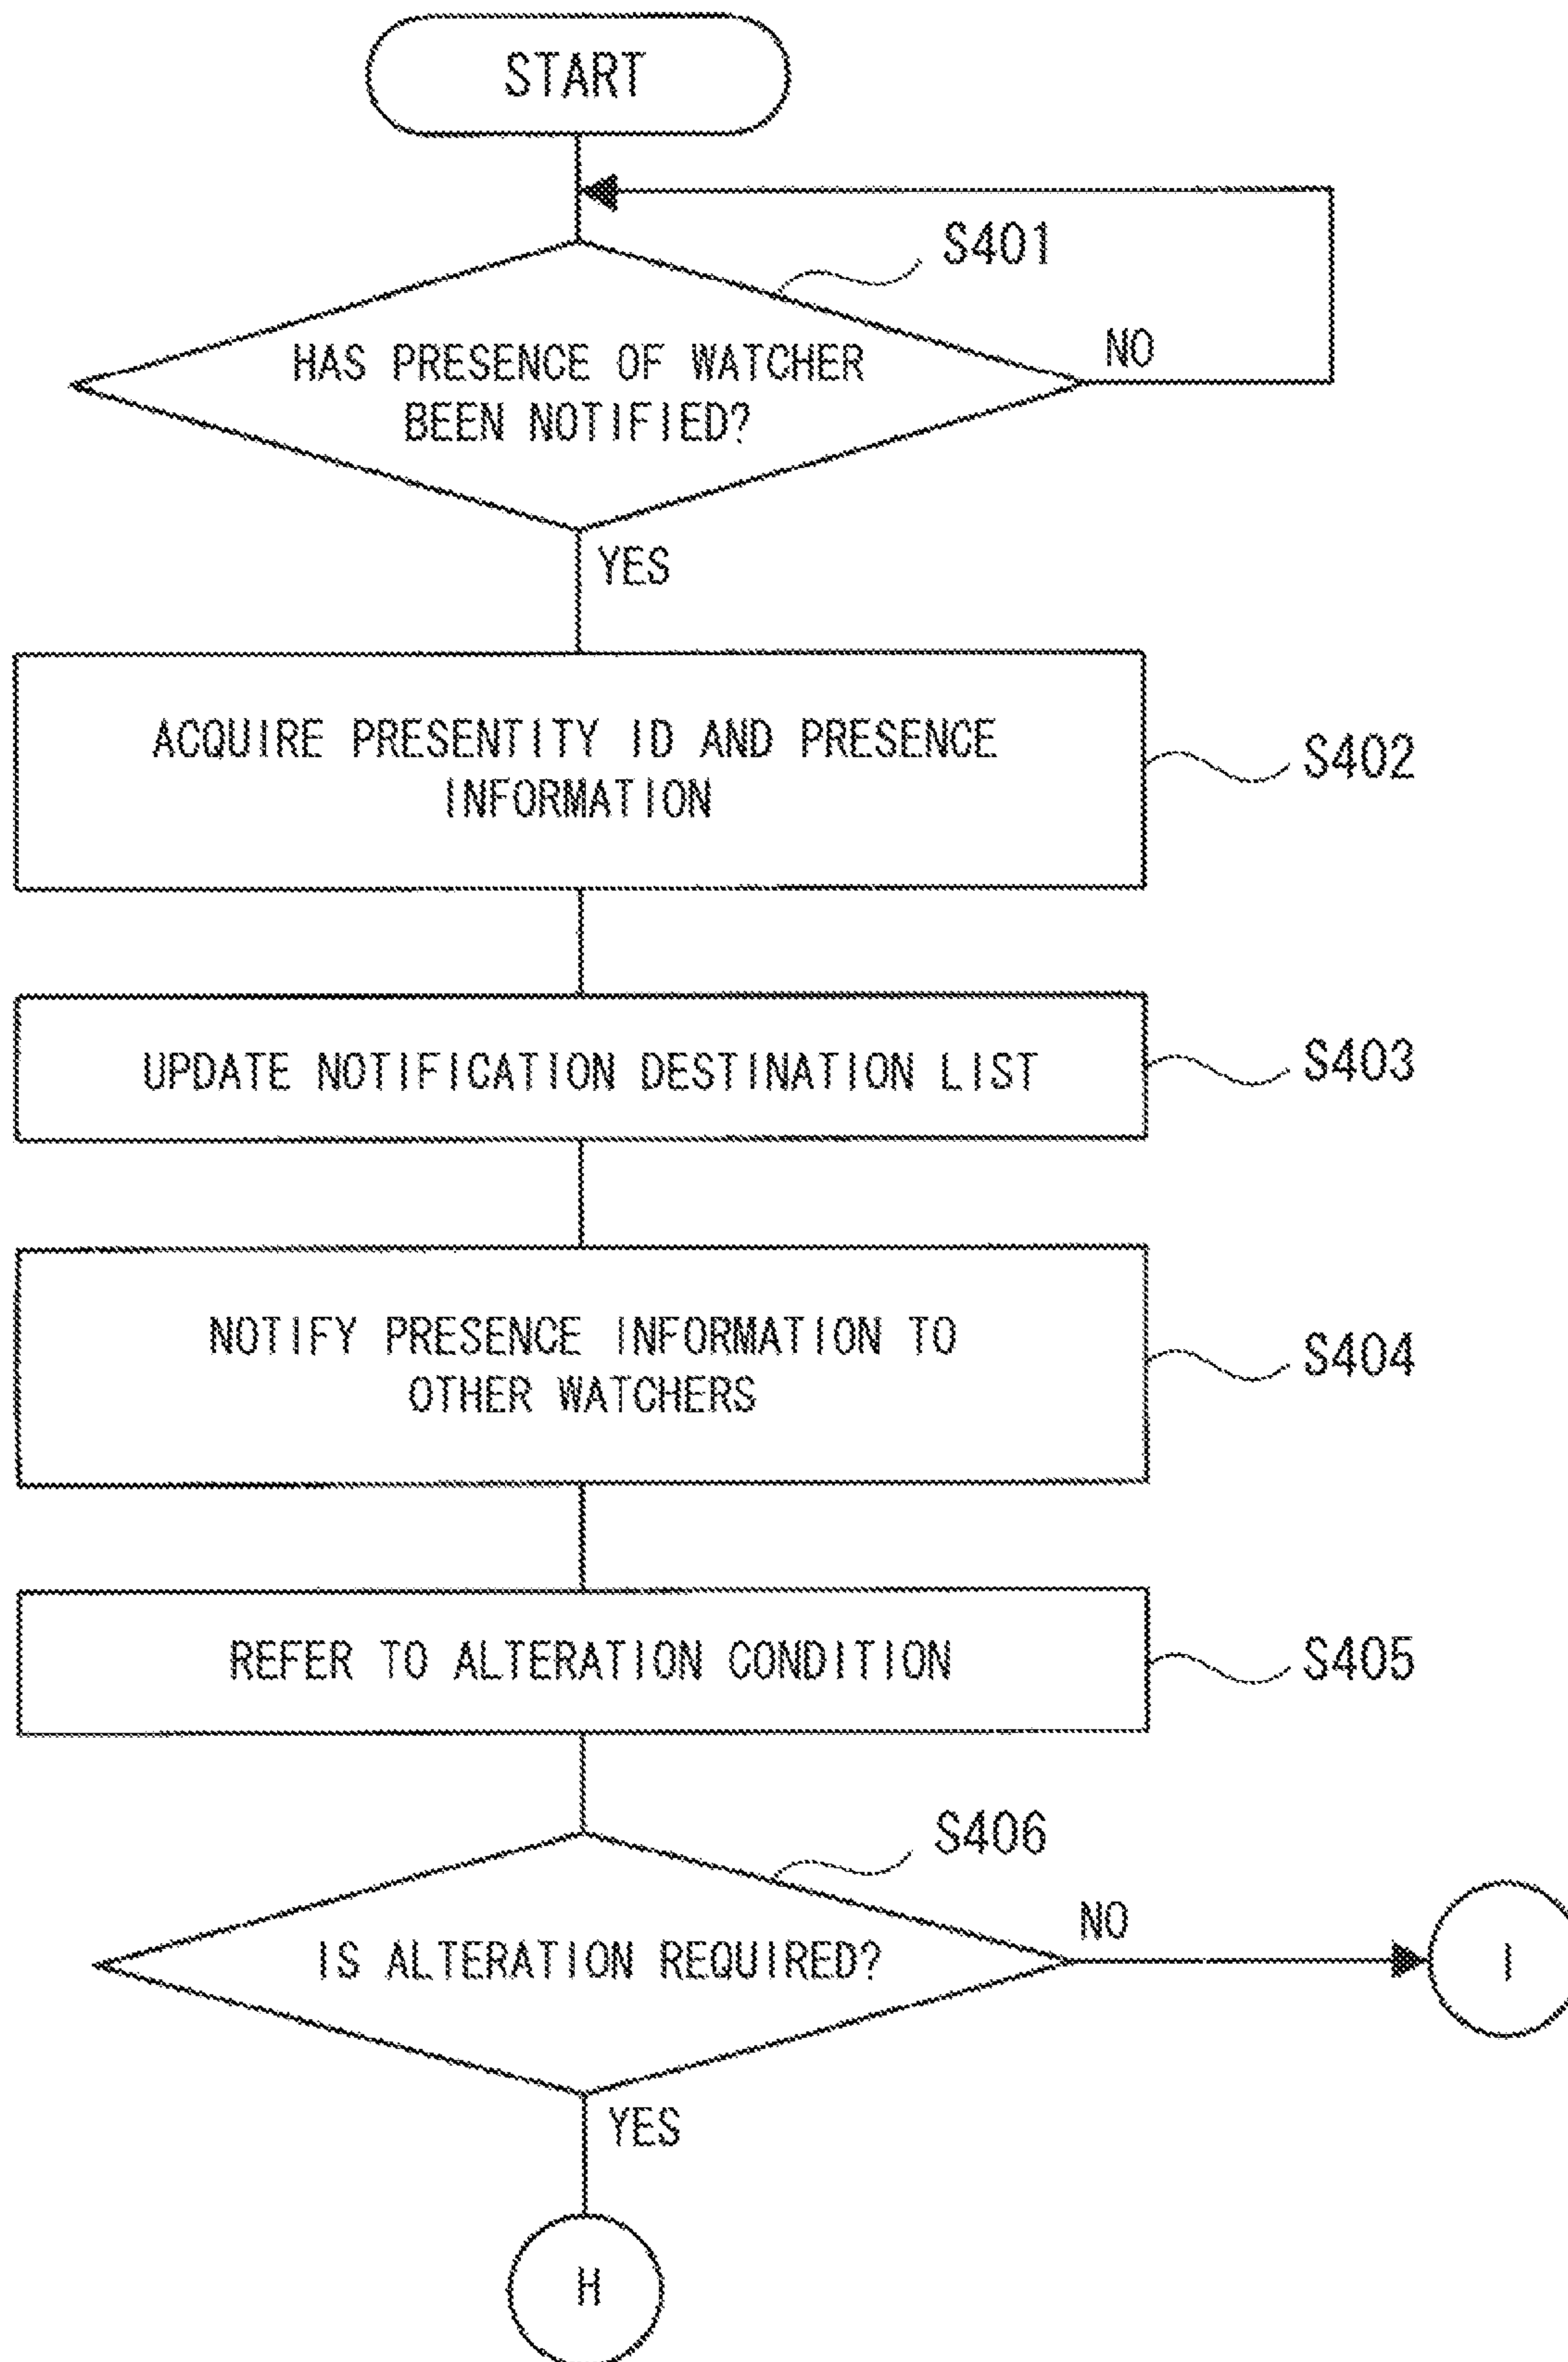 START
S401
HAS PRESENCE OF WATCHER
BEEN NOTIFIED?
NO
YES
ACQUIRE PRESENTITY ID AND PRESENCE
INFORMATION
S402
UPDATE NOTIFICATION DESTINATION LIST
S403
NOTIFY PRESENCE INFORMATION TO
OTHER WATCHERS
S404
REFER TO ALTERATION CONDITION
S405
S406
IS ALTERATION REQUIRED?
NO
I
YES
H